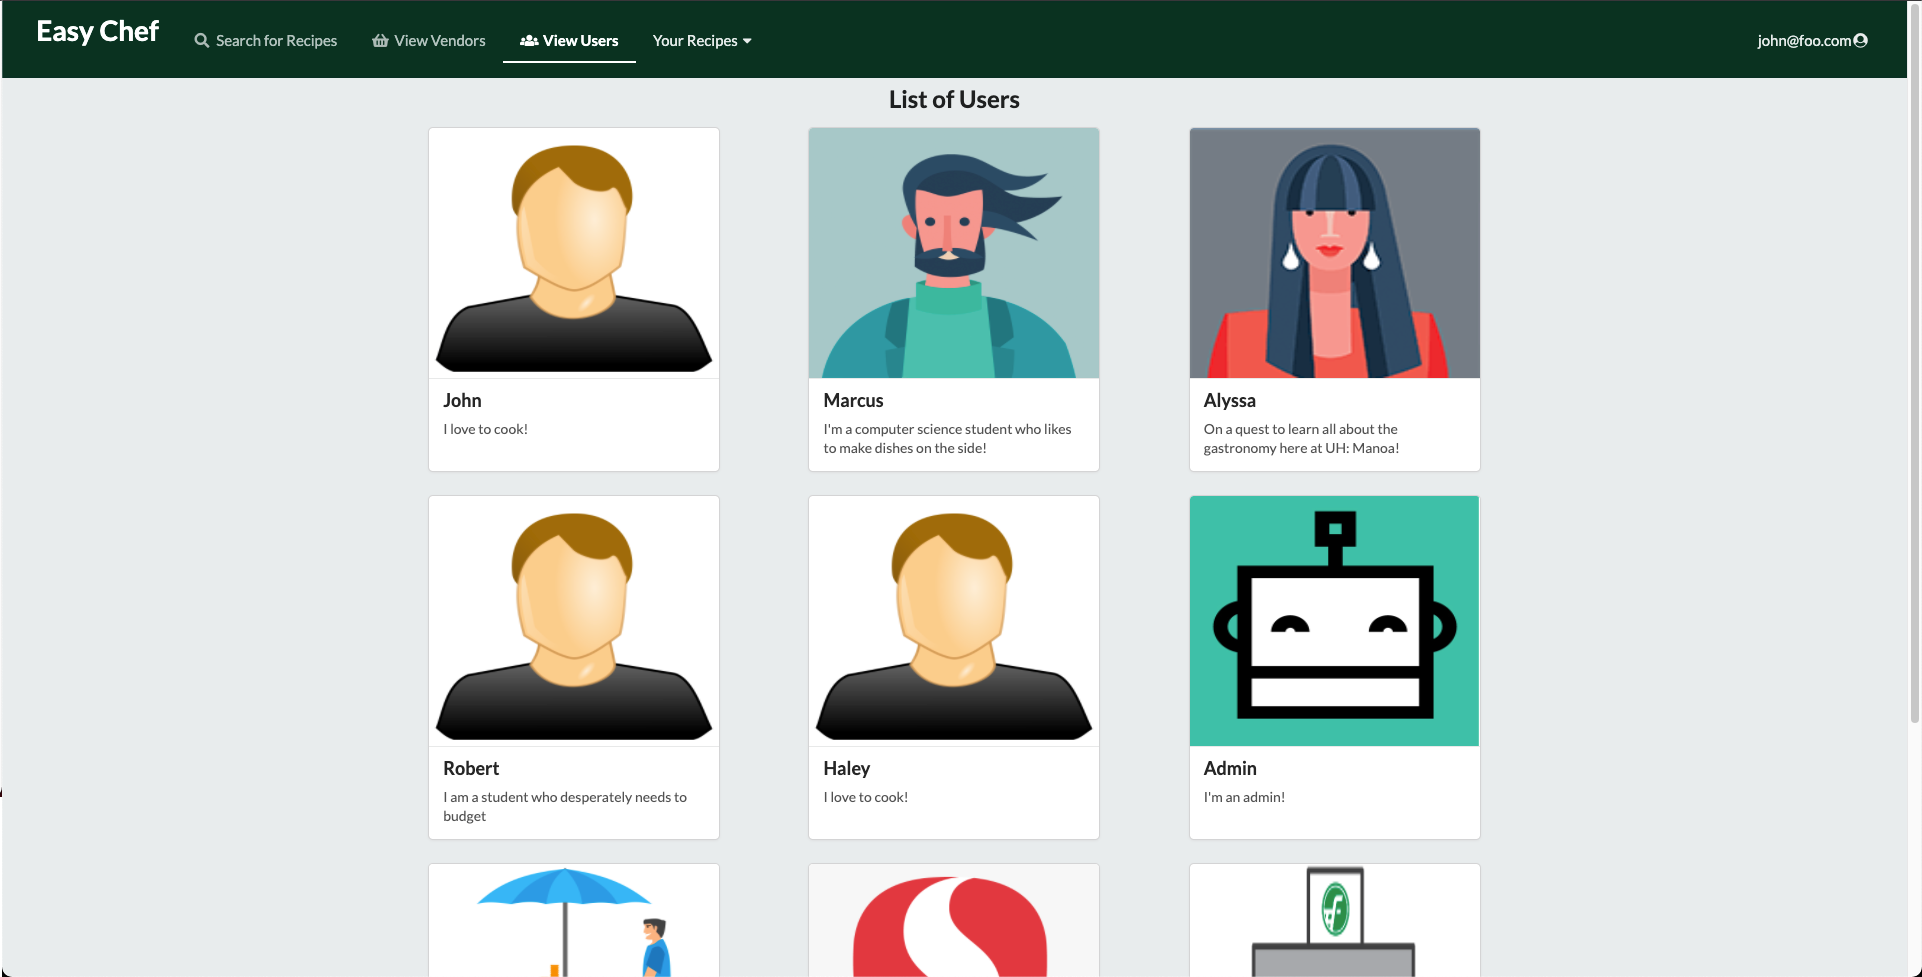 Easy Chef
Search for Recipes
View Vendors
View Users
Your Recipes
john@foo.com
List of Users
John
I love to cook!
Marcus
I'm a computer science student who likes
to make dishes on the side!
Alyssa
On a quest to learn all about the
gastronomy here at UH: Manoa!
Robert
I am a student who desperately needs to
budget
Haley
I love to cook!
Admin
I'm an admin!